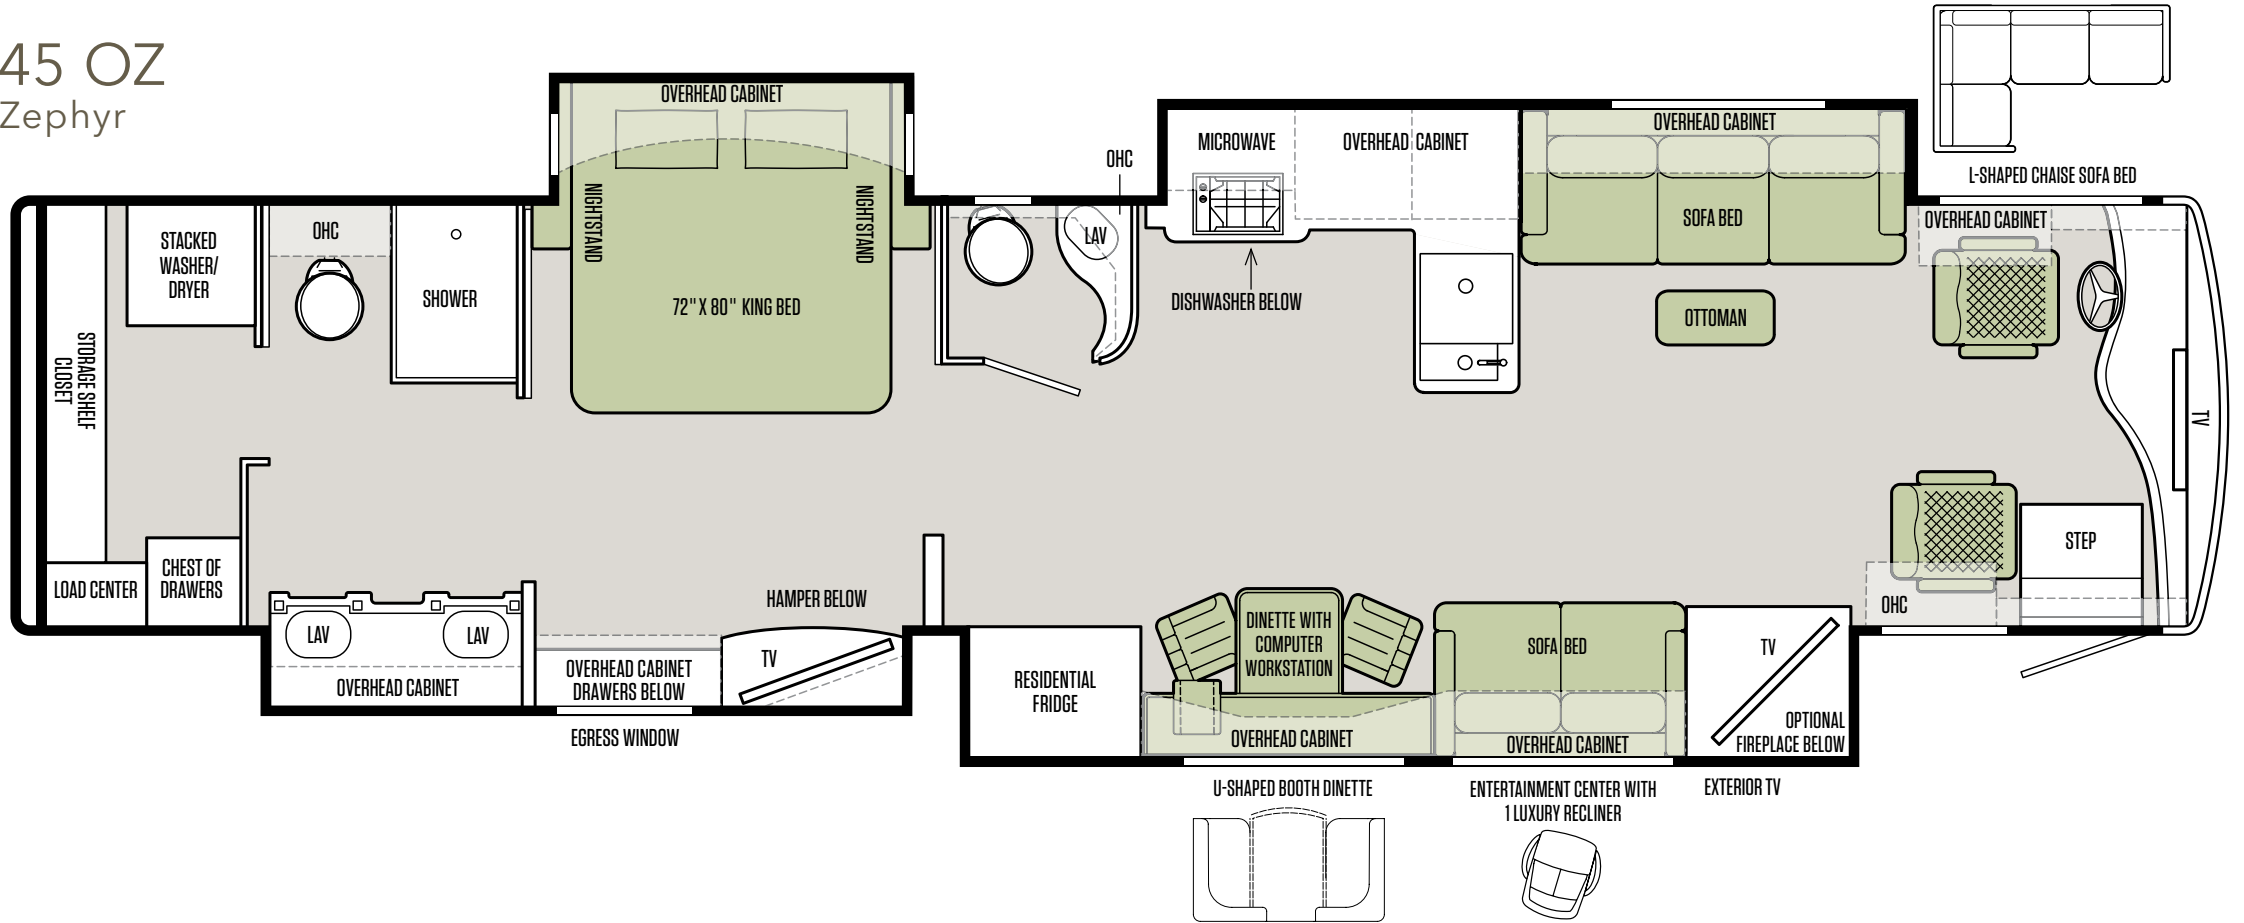 45 OZ
Zephyr
OVERHEAD CABINET
NIGHTSTAND
NIGHTSTAND
72" X 80" KING BED
STACKED
WASHER/
DRYER
OHC
SHOWER
STORAGE SHELF
CLOSET
LOAD CENTER
CHEST OF
DRAWERS
LAV
LAV
OVERHEAD CABINET
OVERHEAD CABINET
DRAWERS BELOW
EGRESS WINDOW
HAMPER BELOW
TV
OHC
LAV
MICROWAVE
OVERHEAD CABINET
DISHWASHER BELOW
OVERHEAD CABINET
SOFA BED
OTTOMAN
L-SHAPED CHAISE SOFA BED
OVERHEAD CABINET
TV
STEP
OHC
RESIDENTIAL
FRIDGE
DINETTE WITH
COMPUTER
WORKSTATION
OVERHEAD CABINET
SOFA BED
OVERHEAD CABINET
TV
OPTIONAL
FIREPLACE BELOW
U-SHAPED BOOTH DINETTE
ENTERTAINMENT CENTER WITH
1 LUXURY RECLINER
EXTERIOR TV